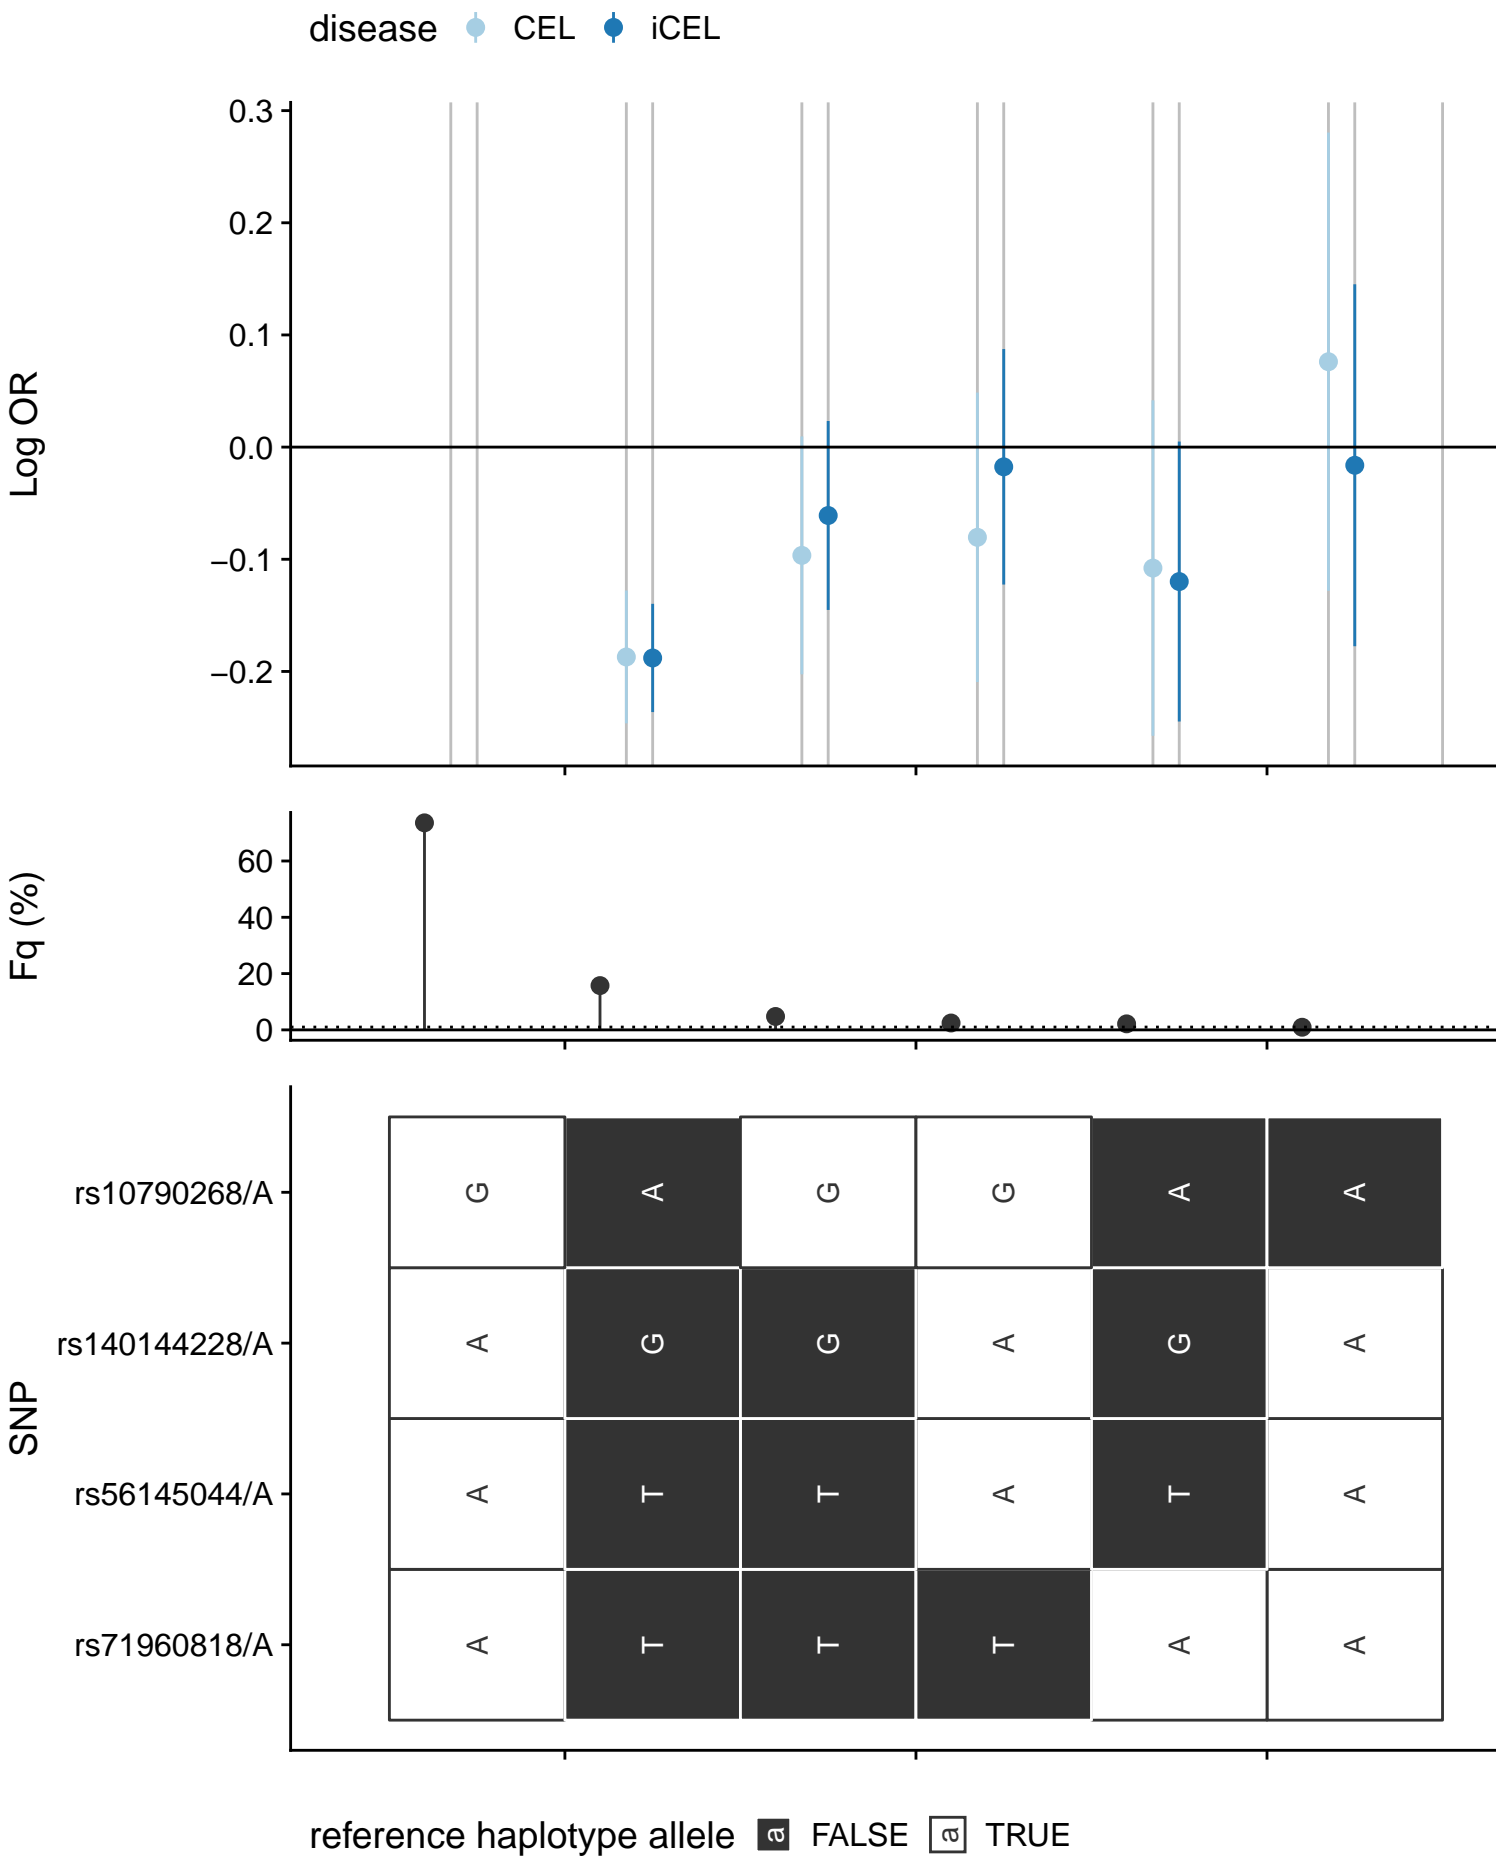 disease CEL iCEL
0.3
0.2
0.1
0.0
−0.1
−0.2
Log OR
60
40
20
0
Fq (%)
rs10790268/A G A G G A A
rs140144228/A A G G A G A
rs56145044/A A T T A T A
rs71960818/A A T T T A A
SNP
reference haplotype allele a FALSE a TRUE